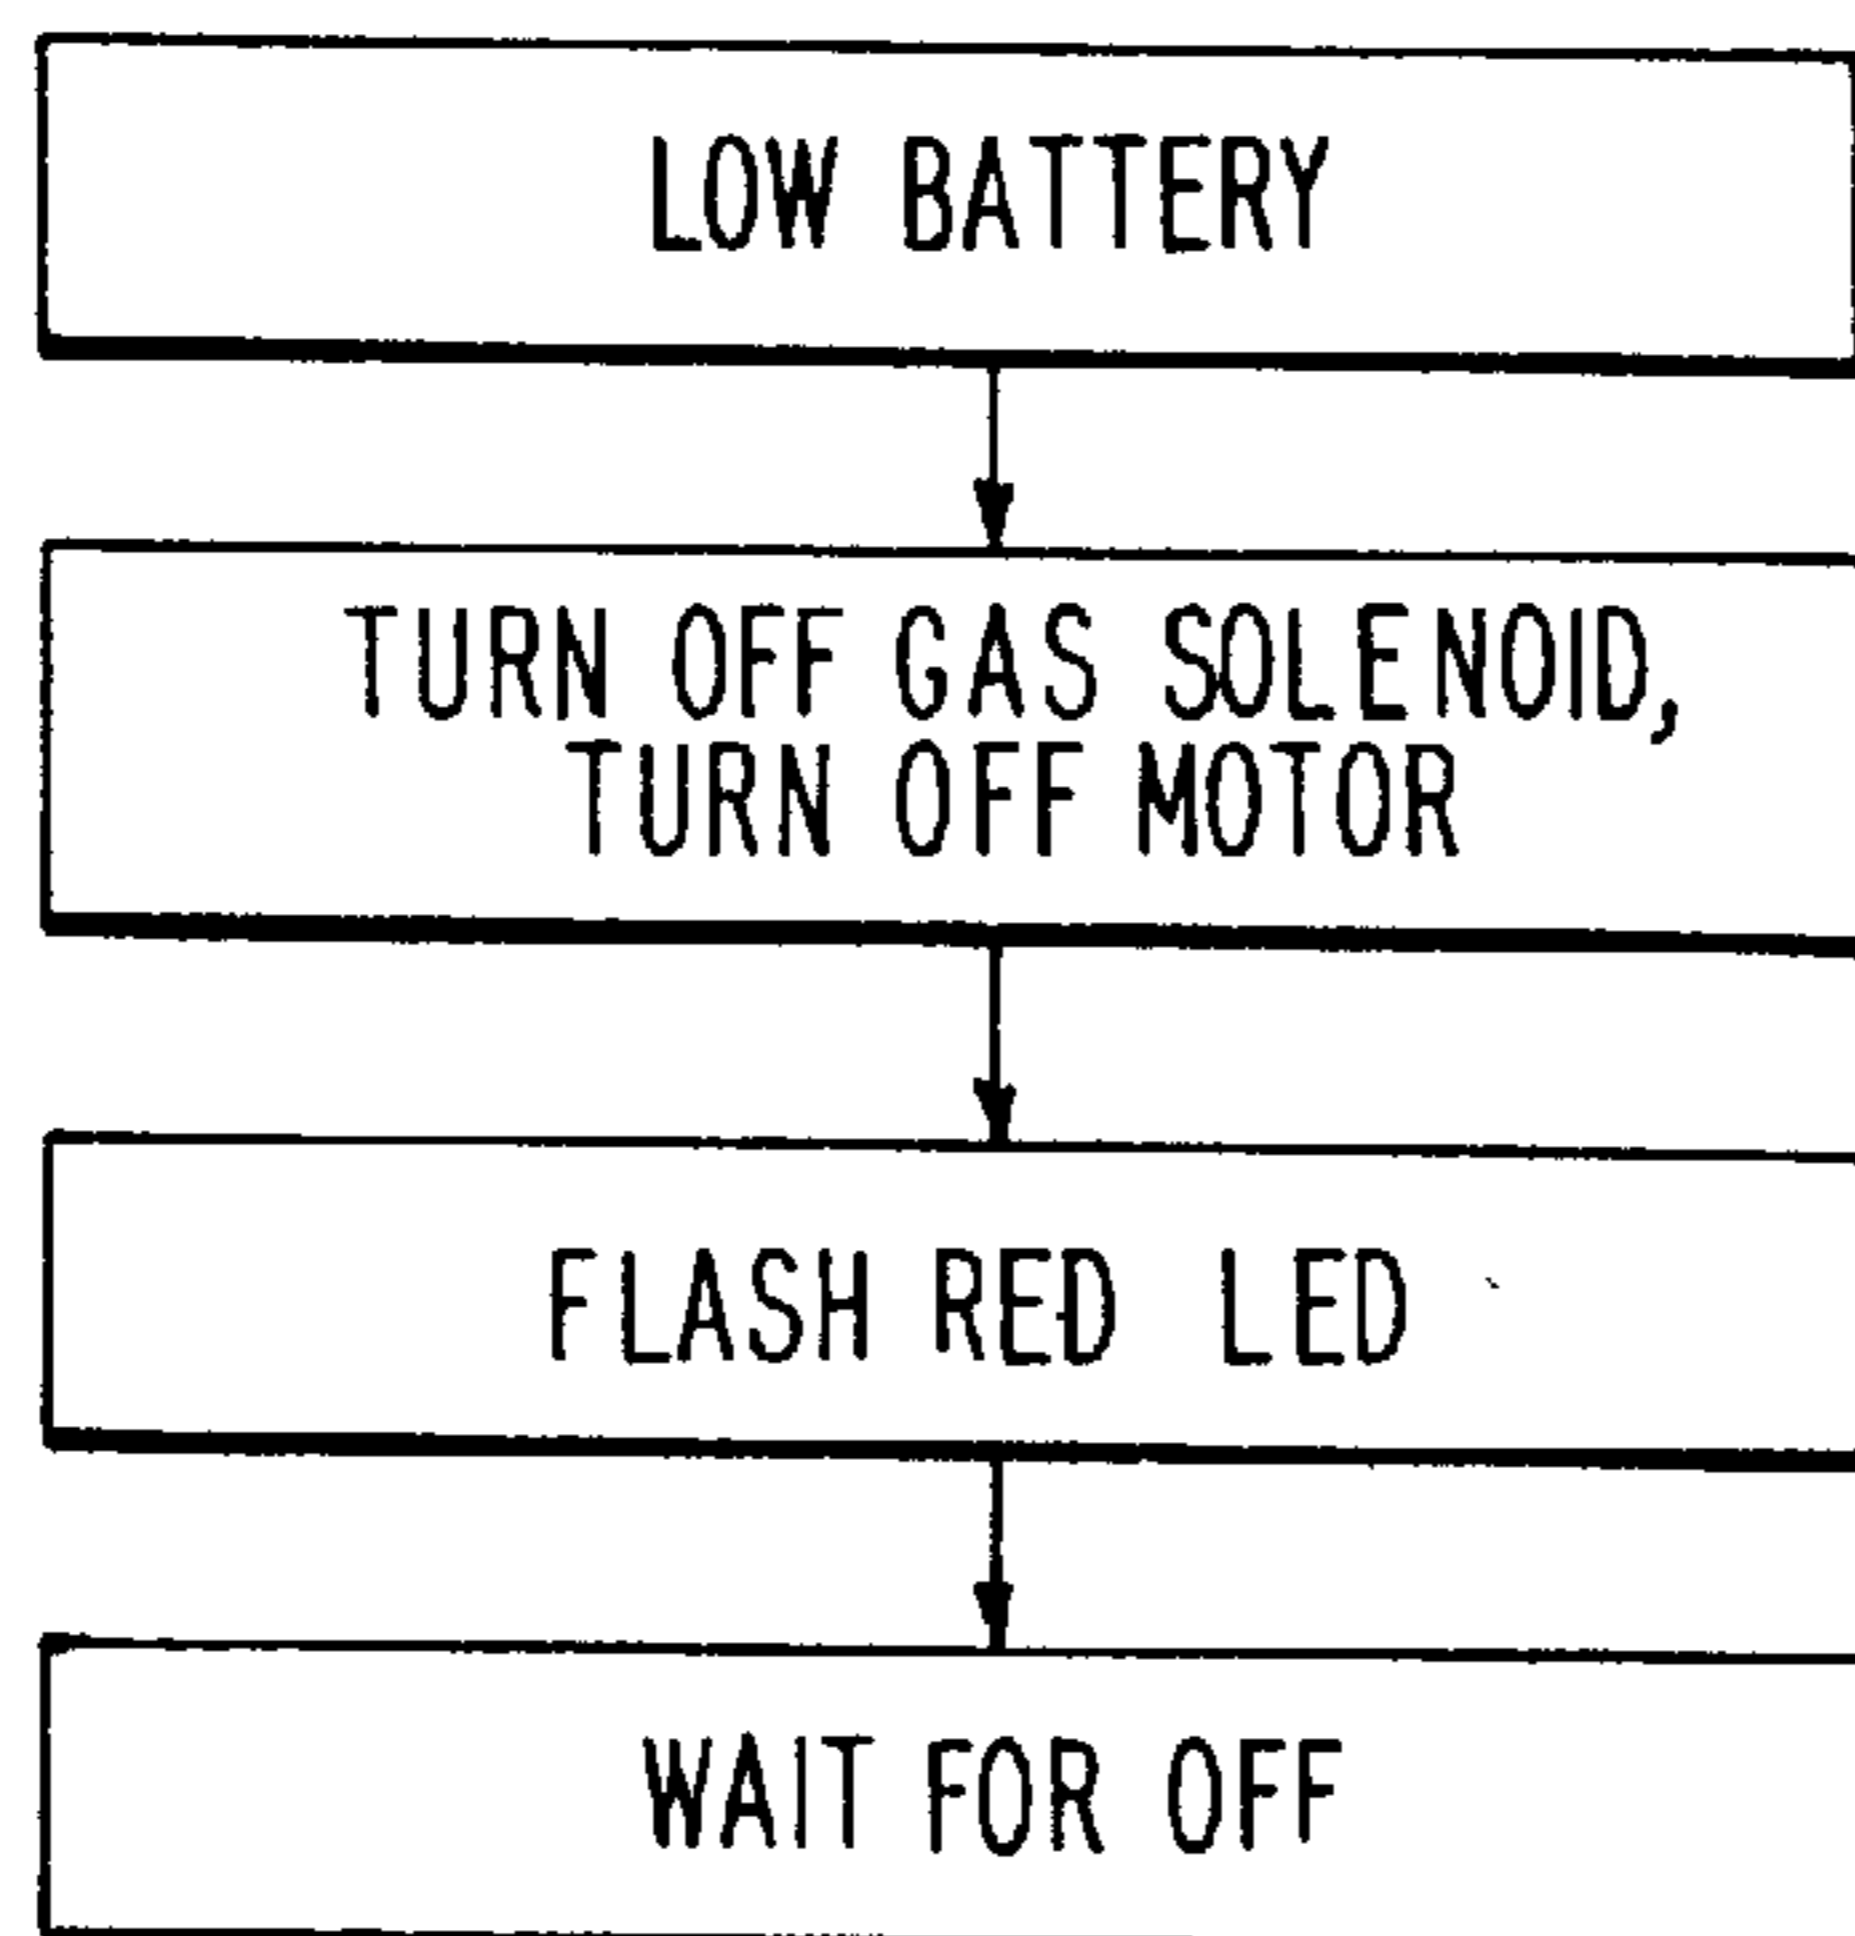 LOW BATTERY
TURN OFF GAS SOLENOID,
TURN OFF MOTOR
FLASH RED LED
WAIT FOR OFF